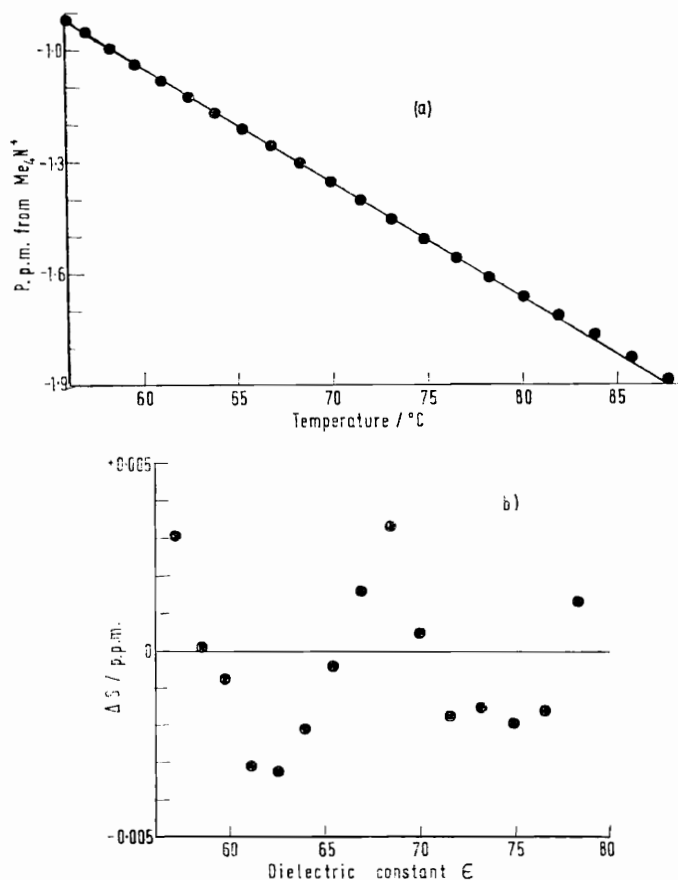 -1·0
-1·3
-1·6
-1·9
P.p.m. from Me₄N⁺
(a)
60 65 70 75 80 85
Temperature / °C
+0·005
0
-0·005
Δ δ / p.p.m.
b)
60 65 70 75 80
Dielectric constant ϵ